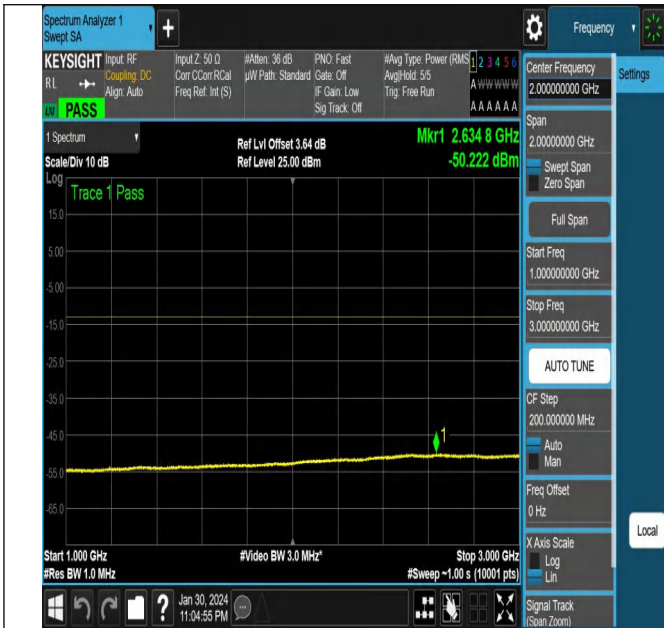 Spectrum Analyzer 1
Swept SA
+
Frequency
KEYSIGHT
RL
LXI
PASS
Input: RF
Coupling: DC
Align: Auto
Input Z: 50 Ω
Corr CCorr RCal
Freq Ref: Int (S)
#Atten: 36 dB
µW Path: Standard
PNO: Fast
Gate: Off
IF Gain: Low
Sig Track: Off
#Avg Type: Power (RMS
Avg|Hold: 5/5
Trig: Free Run
1 2 3 4 5 6
A W W W W W
A A A A A A
1 Spectrum
Scale/Div 10 dB
Ref Lvl Offset 3.64 dB
Ref Level 25.00 dBm
Mkr1 2.634 8 GHz
-50.222 dBm
Log
Trace 1 Pass
15.0
5.00
-5.00
-15.0
-25.0
-35.0
-45.0
-55.0
-65.0
1
Start 1.000 GHz
#Res BW 1.0 MHz
#Video BW 3.0 MHz*
Stop 3.000 GHz
#Sweep ~1.00 s (10001 pts)
Center Frequency
2.000000000 GHz
Settings
Span
2.00000000 GHz
Swept Span
Zero Span
Full Span
Start Freq
1.000000000 GHz
Stop Freq
3.000000000 GHz
AUTO TUNE
CF Step
200.000000 MHz
Auto
Man
Freq Offset
0 Hz
X Axis Scale
Log
Lin
Local
Signal Track
(Span Zoom)
?
Jan 30, 2024
11:04:55 PM